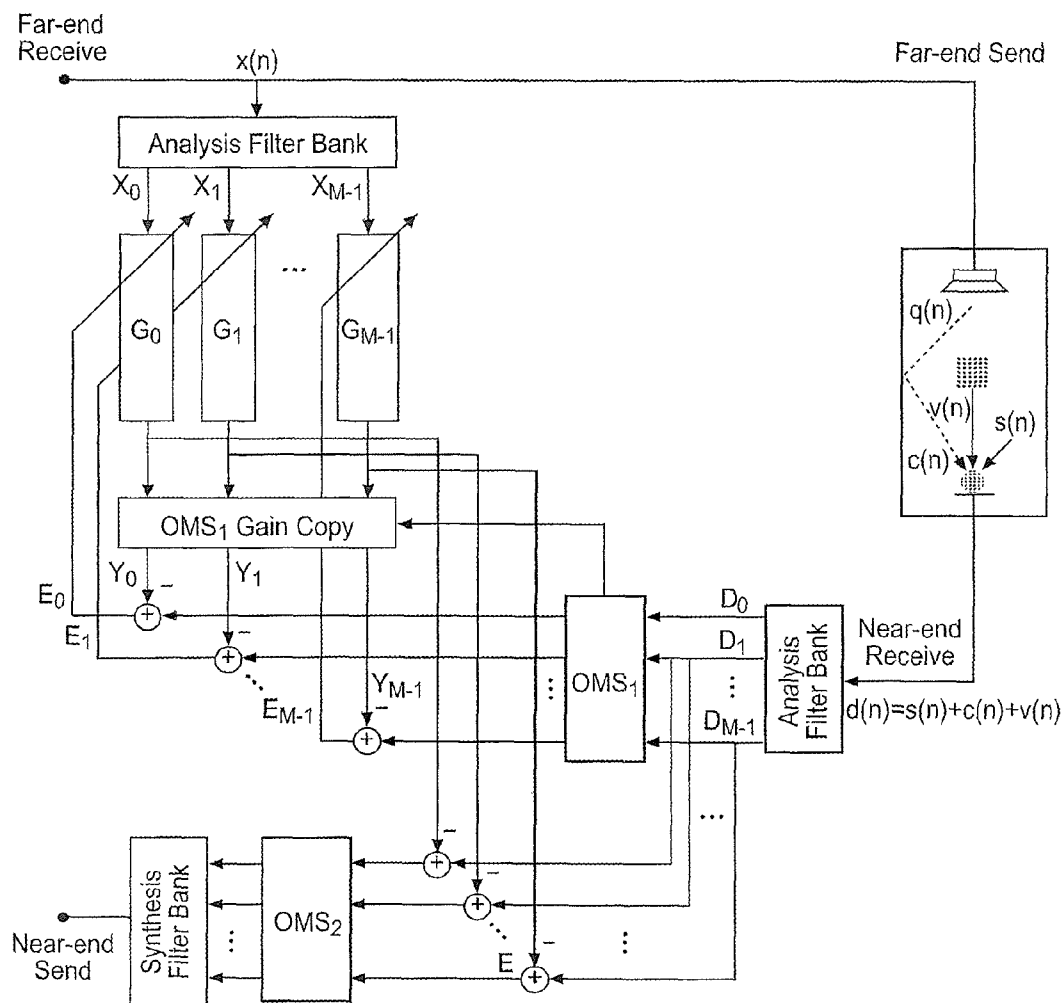 Far-end
Receive
x(n)
Far-end Send
Analysis Filter Bank
X0 X1 XM-1
...
G0 G1 GM-1
q(n)
v(n)
s(n)
c(n)
OMS1 Gain Copy
Y0 – Y1
E0
E1
–
...
EM-1
YM-1
–
OMS1
...
D0
D1
...
DM-1
Analysis
Filter Bank
Near-end
Receive
d(n)=s(n)+c(n)+v(n)
...
–
–
...
E
–
...
OMS2
...
Synthesis
Filter Bank
Near-end
Send